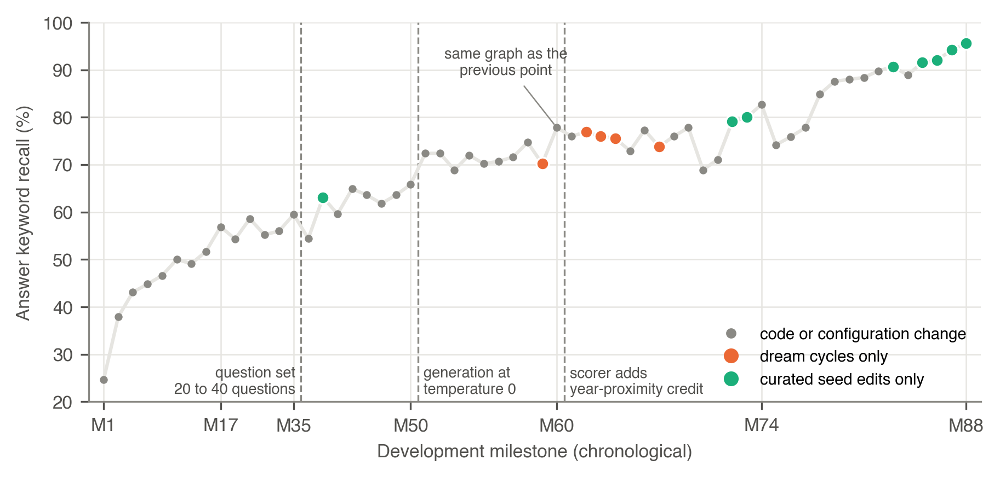 100
90
80
70
60
50
40
30
20
Answer keyword recall (%)
same graph as the
previous point
question set
20 to 40 questions
generation at
temperature 0
scorer adds
year-proximity credit
code or configuration change
dream cycles only
curated seed edits only
M1 M17 M35 M50 M60 M74 M88
Development milestone (chronological)